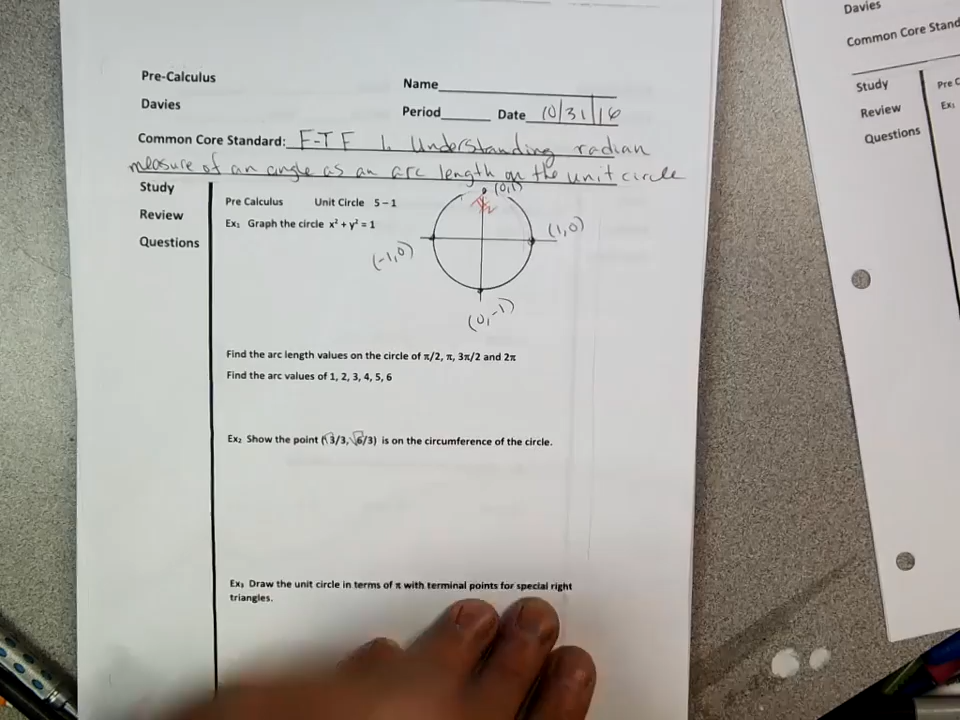 Pre-Calculus
Name
Davies
Period Date 10/31/16
Common Core Standard: F-TF 1. Understanding radian
measure of an angle as an arc length on the unit circle
Study
Review
Questions
Pre Calculus Unit Circle 5 – 1
Ex1 Graph the circle x² + y² = 1
(0,1)
π/2
(1,0)
(-1,0)
(0,-1)
Find the arc length values on the circle of π/2, π, 3π/2 and 2π
Find the arc values of 1, 2, 3, 4, 5, 6
Ex2 Show the point (√3/3, √6/3) is on the circumference of the circle.
Ex3 Draw the unit circle in terms of π with terminal points for special right
triangles.
Davies
Common Core Stand
Study
Review
Questions
Pre C
Ex1